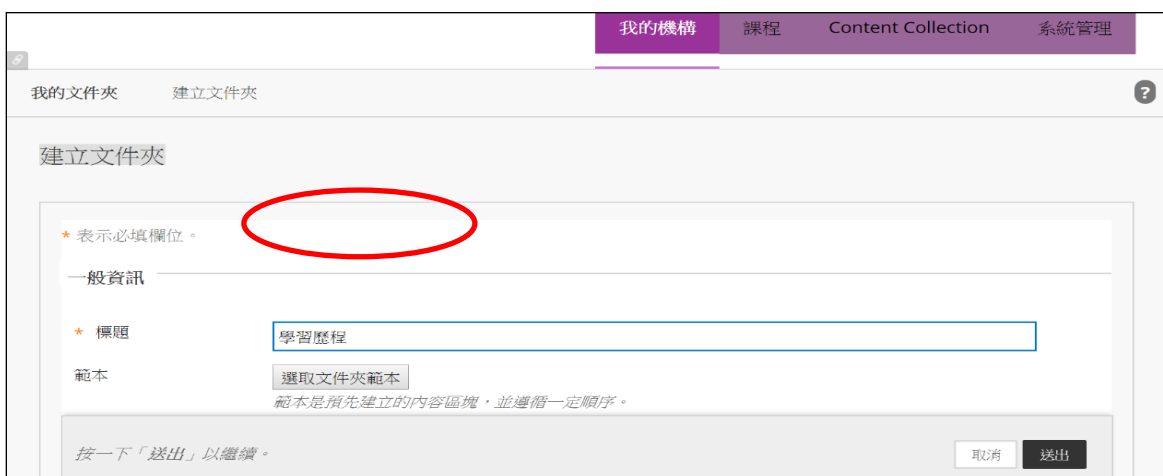 我的機構 課程 Content Collection 系統管理
我的文件夾 建立文件夾 ?
建立文件夾
* 表示必填欄位。
一般資訊
* 標題 學習歷程
範本 選取文件夾範本
範本是預先建立的內容區塊，並遵循一定順序。
按一下「送出」以繼續。 取消 送出